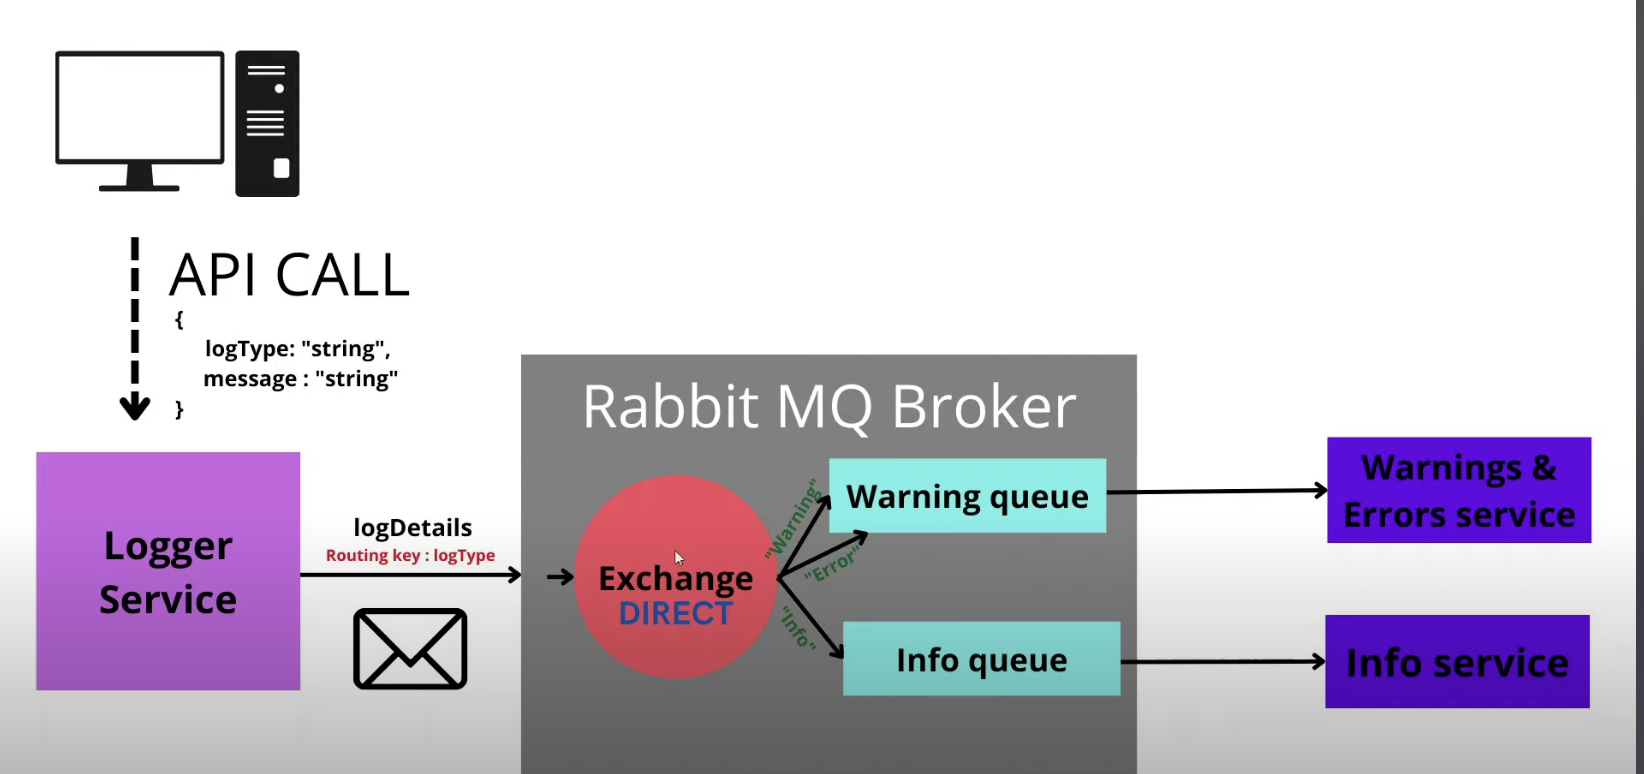 API CALL
{
logType: "string",
message : "string"
}
Logger
Service
logDetails
Routing key : logType
Rabbit MQ Broker
Exchange
DIRECT
"Warning"
"Error"
"Info"
Warning queue
Info queue
Warnings &
Errors service
Info service